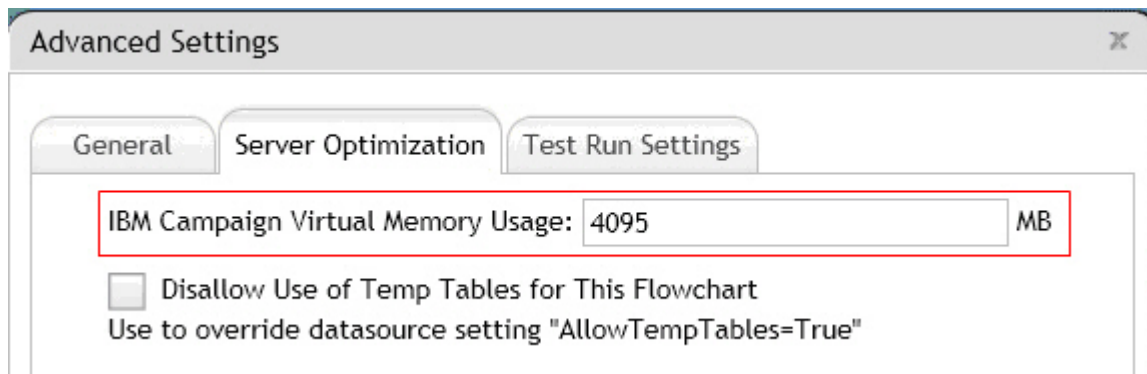 Advanced Settings x
General Server Optimization Test Run Settings
IBM Campaign Virtual Memory Usage: 4095 MB
Disallow Use of Temp Tables for This Flowchart
Use to override datasource setting "AllowTempTables=True"